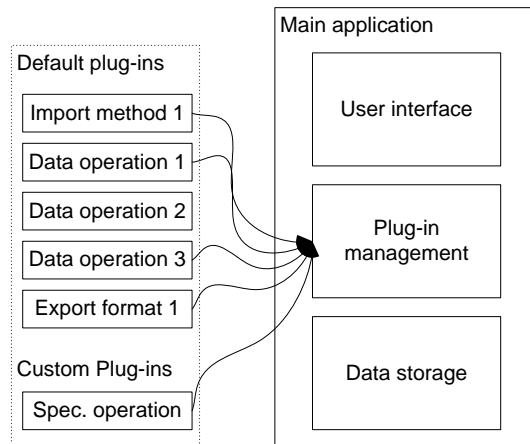 Default plug-ins
Import method 1
Data operation 1
Data operation 2
Data operation 3
Export format 1
Custom Plug-ins
Spec. operation
Main application
User interface
Plug-in
management
Data storage